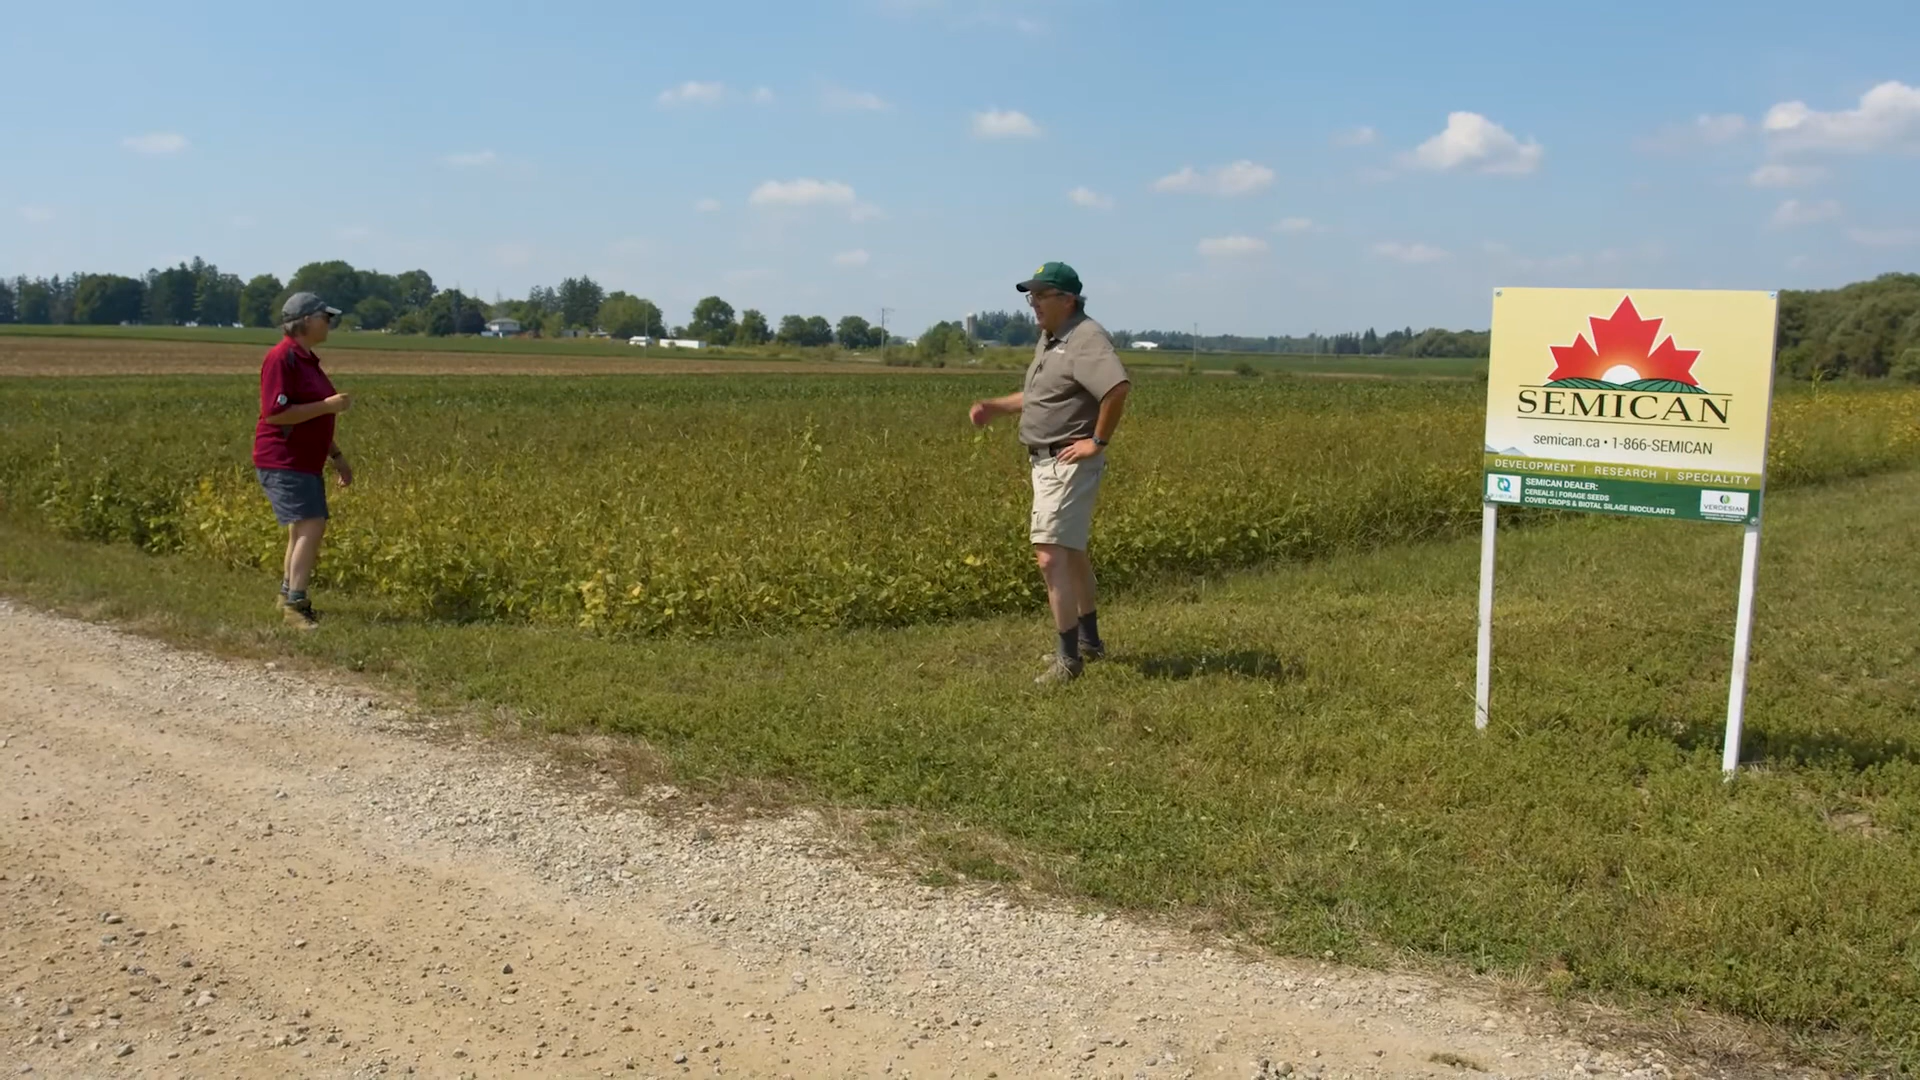 SEMICAN
semican.ca • 1-866-SEMICAN
DEVELOPMENT | RESEARCH | SPECIALITY
SEMICAN DEALER:
CEREALS | FORAGE SEEDS
COVER CROPS & BIOTAL SILAGE INOCULANTS
VERDESIAN